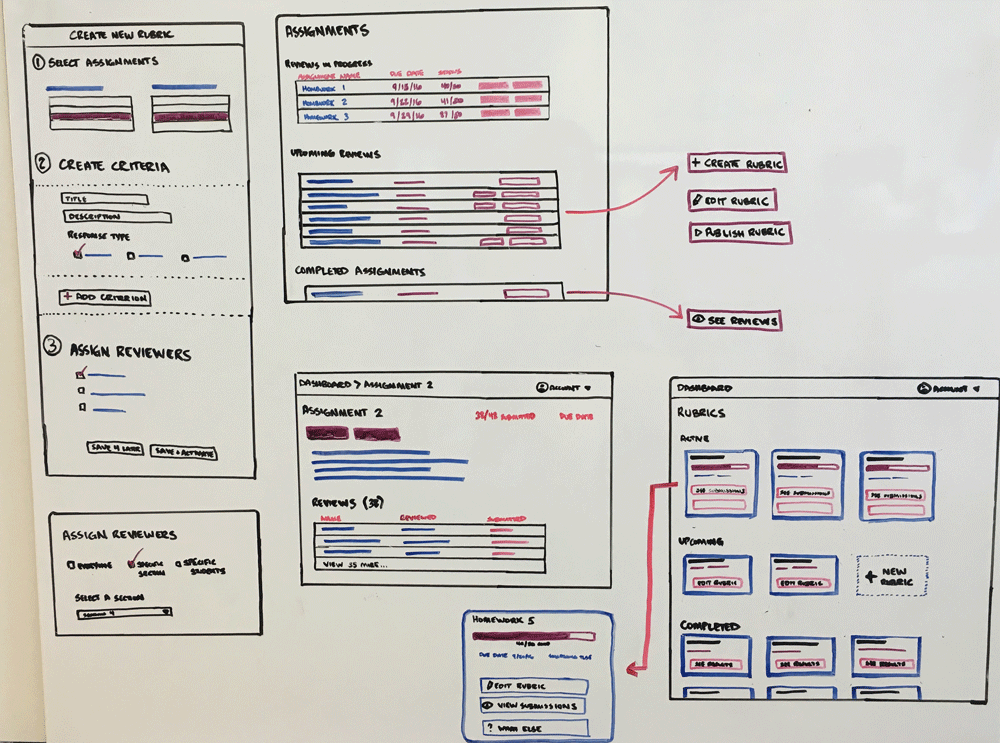 CREATE NEW RUBRIC
1 SELECT ASSIGNMENTS
2 CREATE CRITERIA
TITLE
DESCRIPTION
RESPONSE TYPE
+ ADD CRITERION
3 ASSIGN REVIEWERS
SAVE 4 LATER
SAVE + ACTIVATE
ASSIGN REVIEWERS
EVERYONE
SPECIFIC SECTION
SPECIFIC STUDENTS
SELECT A SECTION
SECTION 4
ASSIGNMENTS
REVIEWS IN PROGRESS
ASSIGNMENT NAME DUE DATE
HOMEWORK 1 9/15/16
HOMEWORK 2 9/22/16 41/50
HOMEWORK 3 9/29/16 37/50
UPCOMING REVIEWS
COMPLETED ASSIGNMENTS
+ CREATE RUBRIC
EDIT RUBRIC
PUBLISH RUBRIC
SEE REVIEWS
DASHBOARD > ASSIGNMENT 2 ACCOUNT
ASSIGNMENT 2 38/48 SUBMITTED DUE DATE
REVIEWS (38)
NAME REVIEWED SUBMITTED
VIEW 35 MORE...
HOMEWORK 5
DUE DATE SOMETHING ELSE
EDIT RUBRIC
VIEW SUBMISSIONS
? WHAT ELSE
DASHBOARD ACCOUNT
RUBRICS
ACTIVE
SEE SUBMISSIONS SEE SUBMISSIONS SEE SUBMISSIONS
UPCOMING
EDIT RUBRIC EDIT RUBRIC + NEW RUBRIC
COMPLETED
SEE RESULTS SEE RESULTS SEE RESULTS